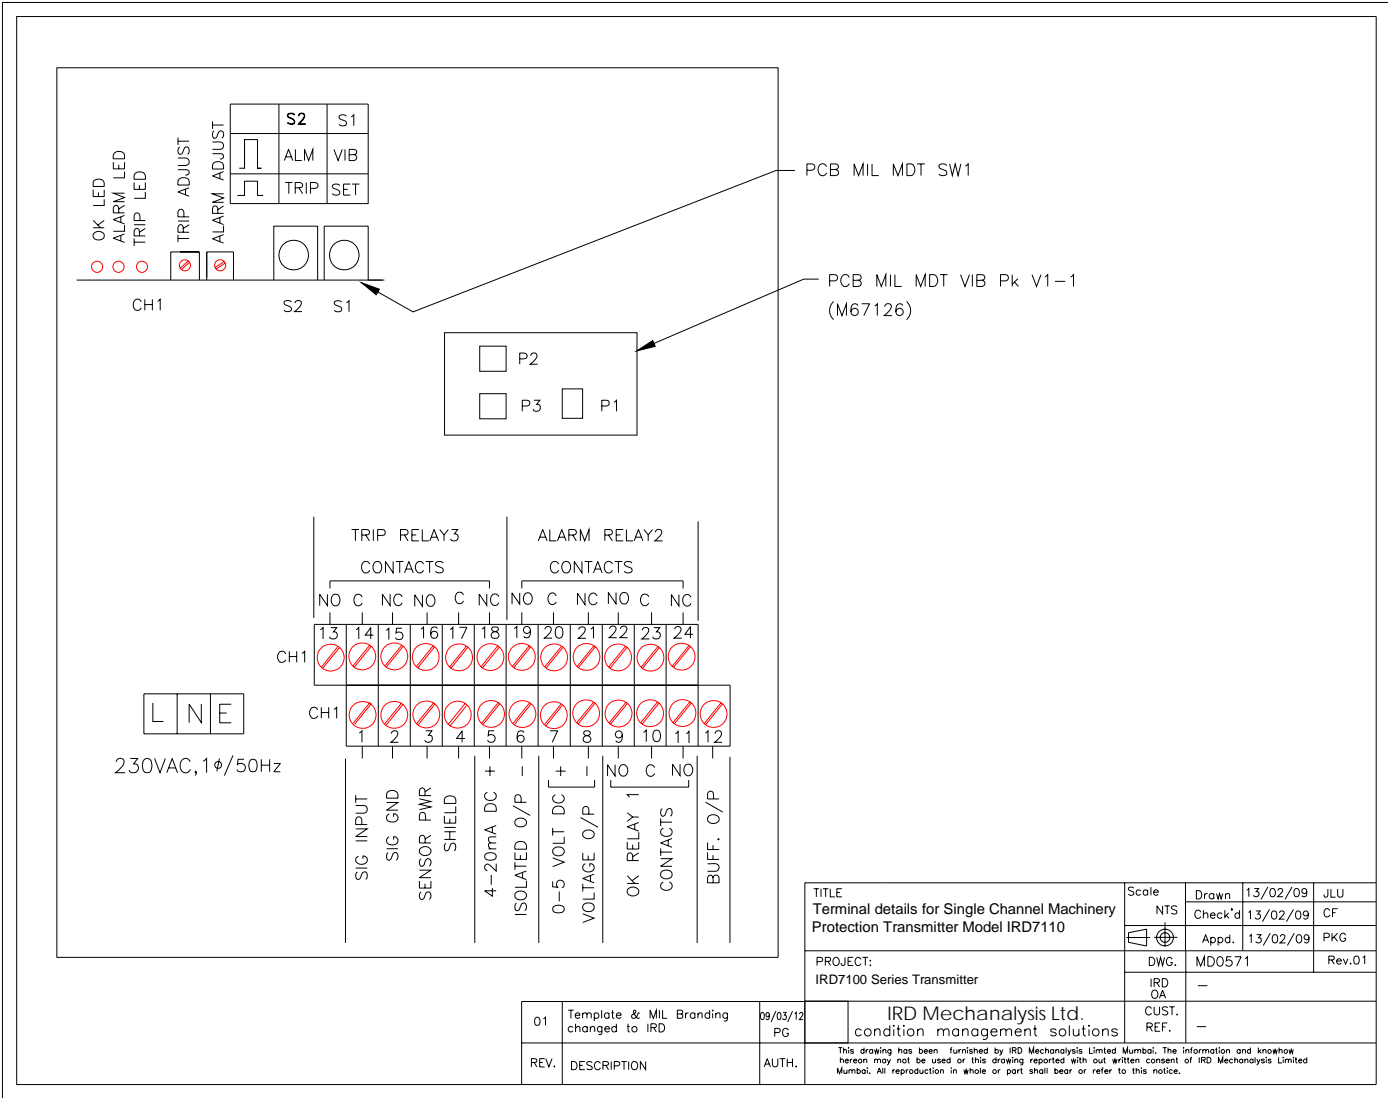 S2 S1
ALM VIB
TRIP SET
OK LED
ALARM LED
TRIP LED
TRIP ADJUST
ALARM ADJUST
CH1
S2 S1
PCB MIL MDT SW1
PCB MIL MDT VIB Pk V1-1
(M67126)
P2
P3 P1
TRIP RELAY3 ALARM RELAY2
CONTACTS CONTACTS
NO C NC NO C NC NO C NC NO C NC
13 14 15 16 17 18 19 20 21 22 23 24
CH1
CH1
1 2 3 4 5 6 7 8 9 10 11 12
+ - + - NO C NO
SIG INPUT
SIG GND
SENSOR PWR
SHIELD
4-20mA DC
ISOLATED O/P
0-5 VOLT DC
VOLTAGE O/P
OK RELAY 1
CONTACTS
BUFF. O/P
L N E
230VAC,1ϕ/50Hz
TITLE
Terminal details for Single Channel Machinery
Protection Transmitter Model IRD7110
Scale
NTS
Drawn 13/02/09 JLU
Check'd 13/02/09 CF
Appd. 13/02/09 PKG
PROJECT:
IRD7100 Series Transmitter
DWG. MD0571 Rev.01
IRD
OA
-
CUST.
REF. -
IRD Mechanalysis Ltd.
condition management solutions
01 Template & MIL Branding
changed to IRD
09/03/12
PG
REV. DESCRIPTION AUTH.
This drawing has been furnished by IRD Mechanalysis Limted Mumbai. The information and knowhow
hereon may not be used or this drawing reported with out written consent of IRD Mechanalysis Limited
Mumbai. All reproduction in whole or part shall bear or refer to this notice.